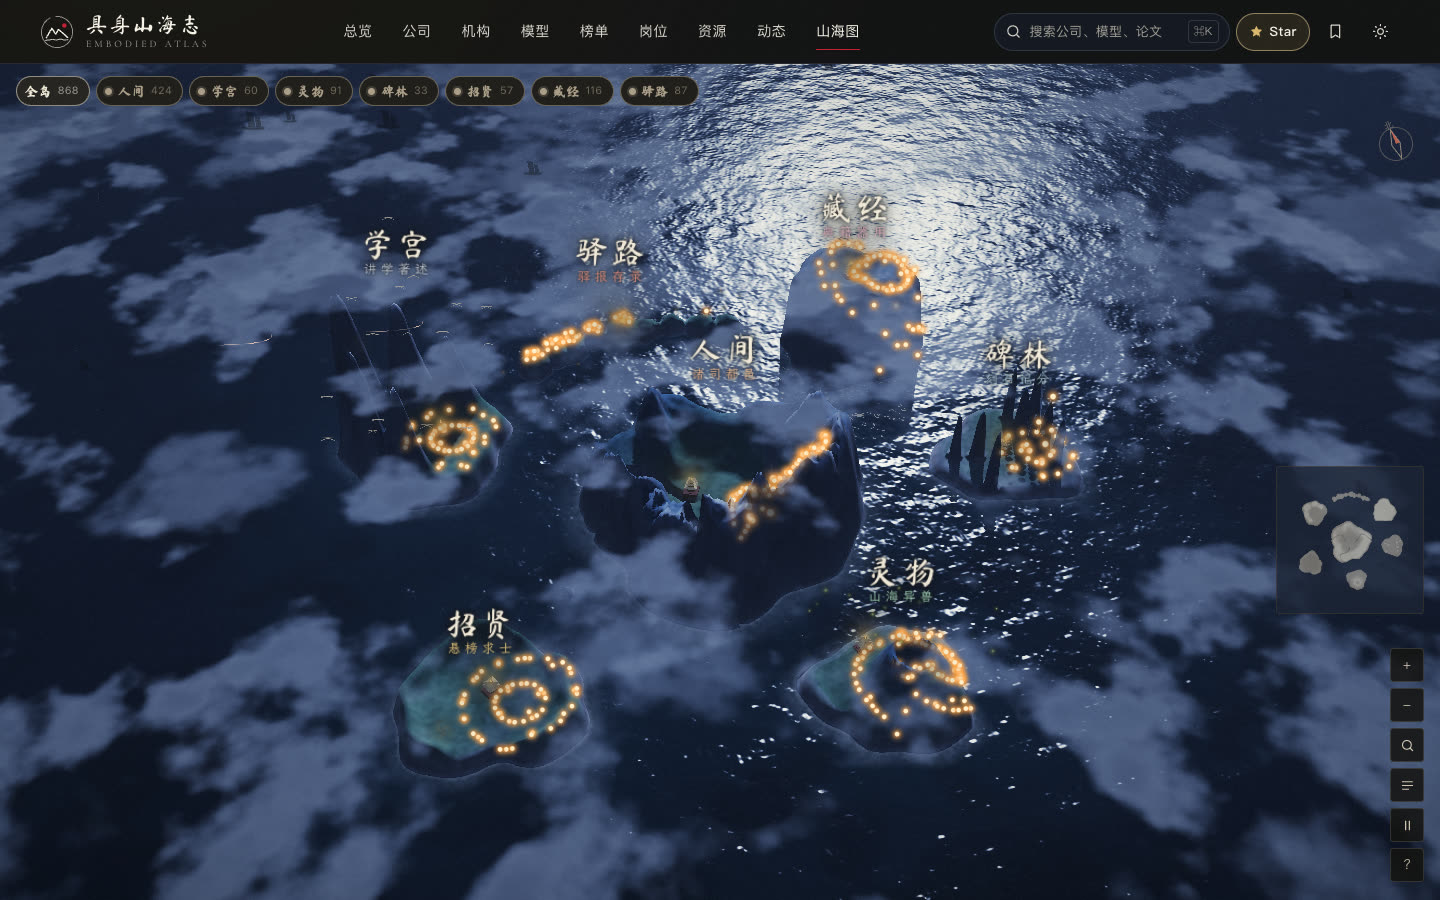 具身山海志
EMBODIED ATLAS
总览 公司 机构 模型 榜单 岗位 资源 动态 山海图
搜索公司、模型、论文 ⌘K
Star
全岛 868
人间 424
学宫 60
灵物 91
碑林 33
招贤 57
藏经 116
驿路 87
藏经
学宫
讲学著述
驿路
人间
碑林
灵物
山海异兽
招贤
悬榜求士
+
−
?